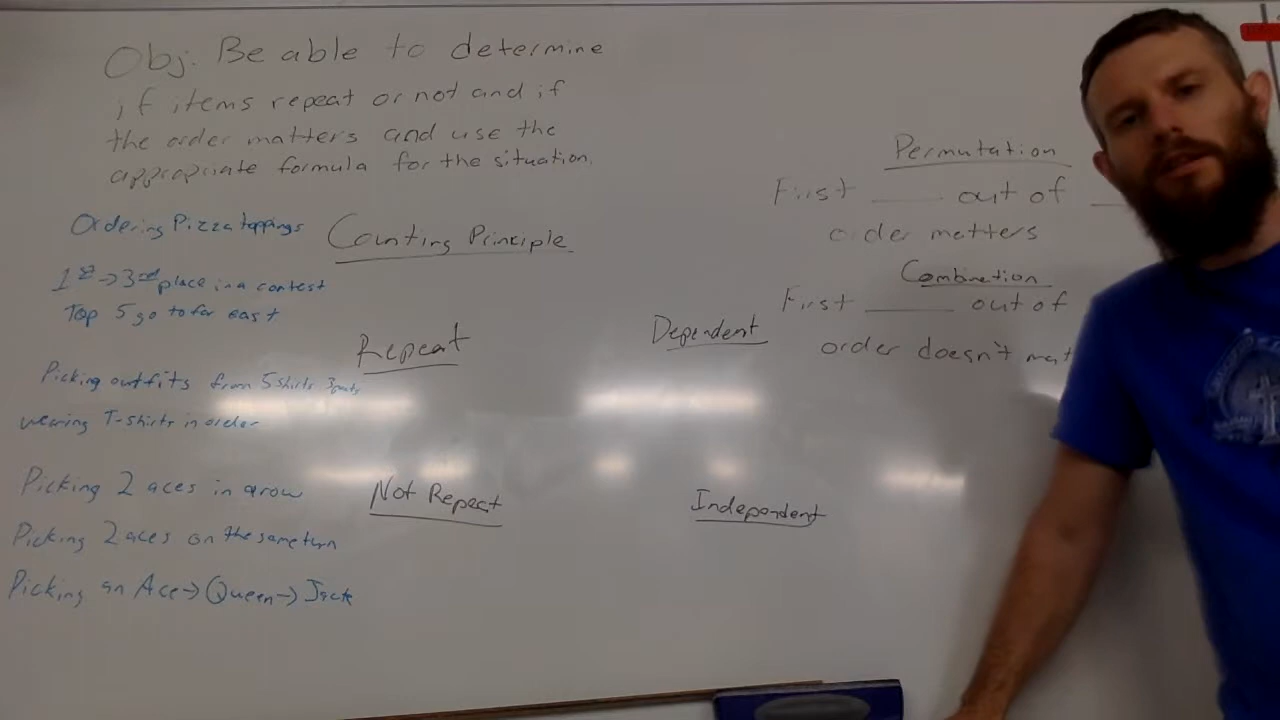 Obj: Be able to determine
if items repeat or not and if
the order matters and use the
appropriate formula for the situation.
Ordering Pizza toppings
1st → 3rd place in a contest
Top 5 go to far east
Picking outfits from 5 shirts 3 pants
wearing T-shirts in order
Picking 2 aces in a row
Picking 2 aces on the same turn
Picking an Ace → Queen → Jack
Counting Principle
Repeat
Not Repeat
Dependent
Independent
Permutation
First ____ out of __
order matters
Combination
First ____ out of
order doesn't mat